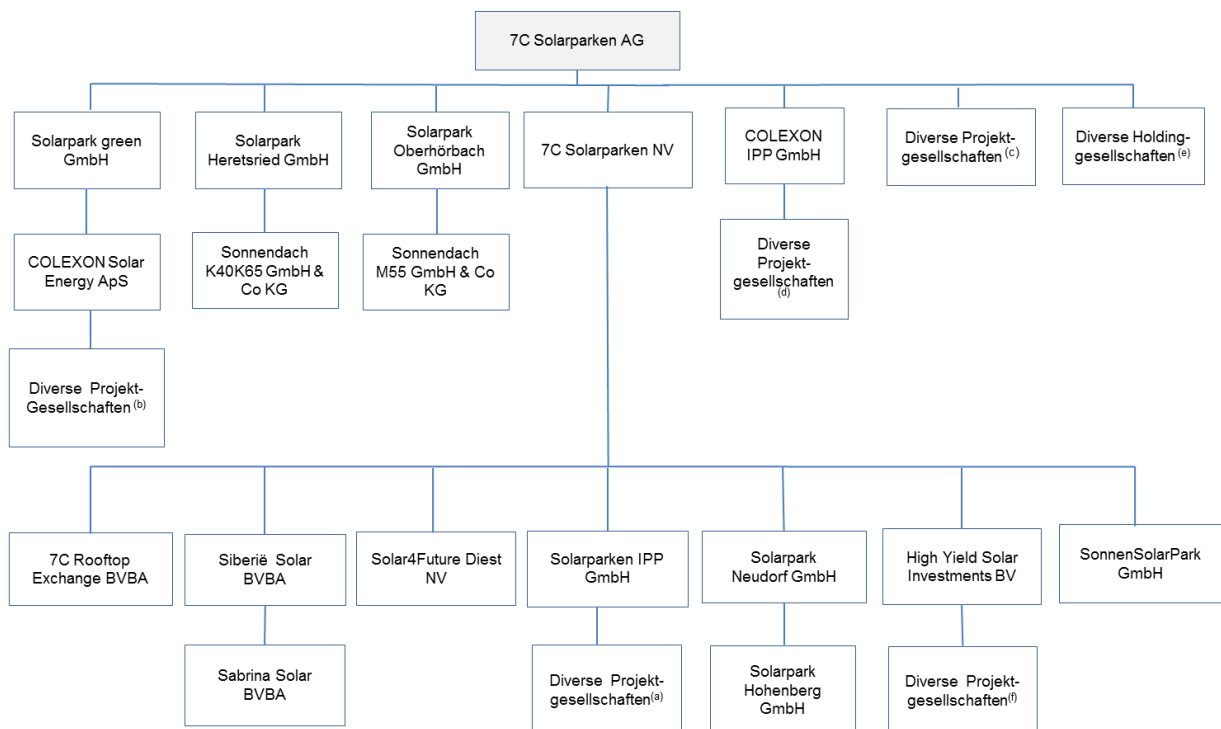 7C Solarparken AG
Solarpark green
GmbH
Solarpark
Heretsried GmbH
Solarpark
Oberhörbach
GmbH
7C Solarparken NV
COLEXON
IPP GmbH
Diverse Projekt-
gesellschaften (c)
Diverse Holding-
gesellschaften (e)
COLEXON Solar
Energy ApS
Sonnendach
K40K65 GmbH &
Co KG
Sonnendach
M55 GmbH & Co
KG
Diverse
Projekt-
gesellschaften
(d)
Diverse Projekt-
Gesellschaften (b)
7C Rooftop
Exchange BVBA
Siberië Solar
BVBA
Solar4Future Diest
NV
Solarparken IPP
GmbH
Solarpark
Neudorf GmbH
High Yield Solar
Investments BV
SonnenSolarPark
GmbH
Sabrina Solar
BVBA
Diverse Projekt-
gesellschaften(a)
Solarpark
Hohenberg
GmbH
Diverse Projekt-
gesellschaften(f)